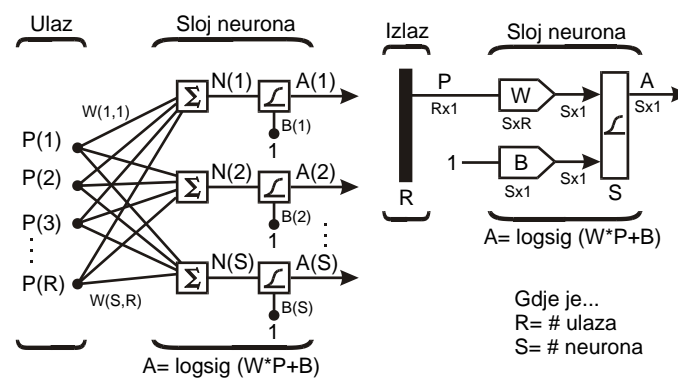 Ulaz
Sloj neurona
P(1)
P(2)
P(3)
P(R)
W(1,1)
W(S,R)
Σ
N(1)
A(1)
B(1)
1
Σ
N(2)
A(2)
B(2)
1
Σ
N(S)
A(S)
B(S)
1
A= logsig (W*P+B)
Izlaz
Sloj neurona
P
Rx1
W
SxR
Sx1
A
Sx1
1
B
Sx1
Sx1
R
S
A= logsig (W*P+B)
Gdje je...
R= # ulaza
S= # neurona